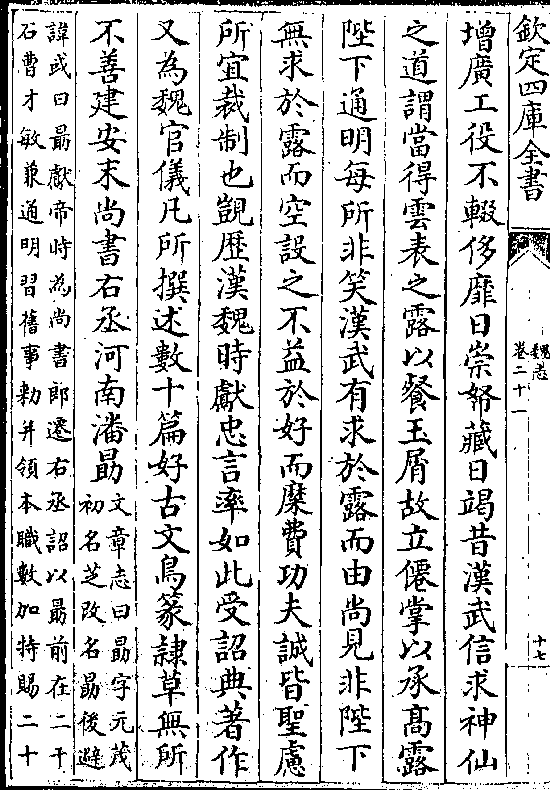 欽定四庫全書
魏志
卷二十一
十七
增廣工役不輟侈靡日崇帑藏日竭昔漢武信求神仙
之道謂當得雲表之露以餐玉屑故立僊掌以承髙露
陛下通明每所非笑漢武有求於露而由尚見非陛下
無求於露而空設之不益於好而糜費功夫誠皆聖慮
所宜裁制也覬歴漢魏時獻忠言率如此受詔典著作
又為魏官儀凡所撰述數十篇好古文鳥篆隷草無所
不善建安末尚書右丞河南潘勗
文章志曰勗字元茂
初名芝改名勗後避
諱或曰勗獻帝時為尚書郎遷右丞詔以勗前在二千
石曹才敏兼通明習舊事勅并領本職數加特賜二十